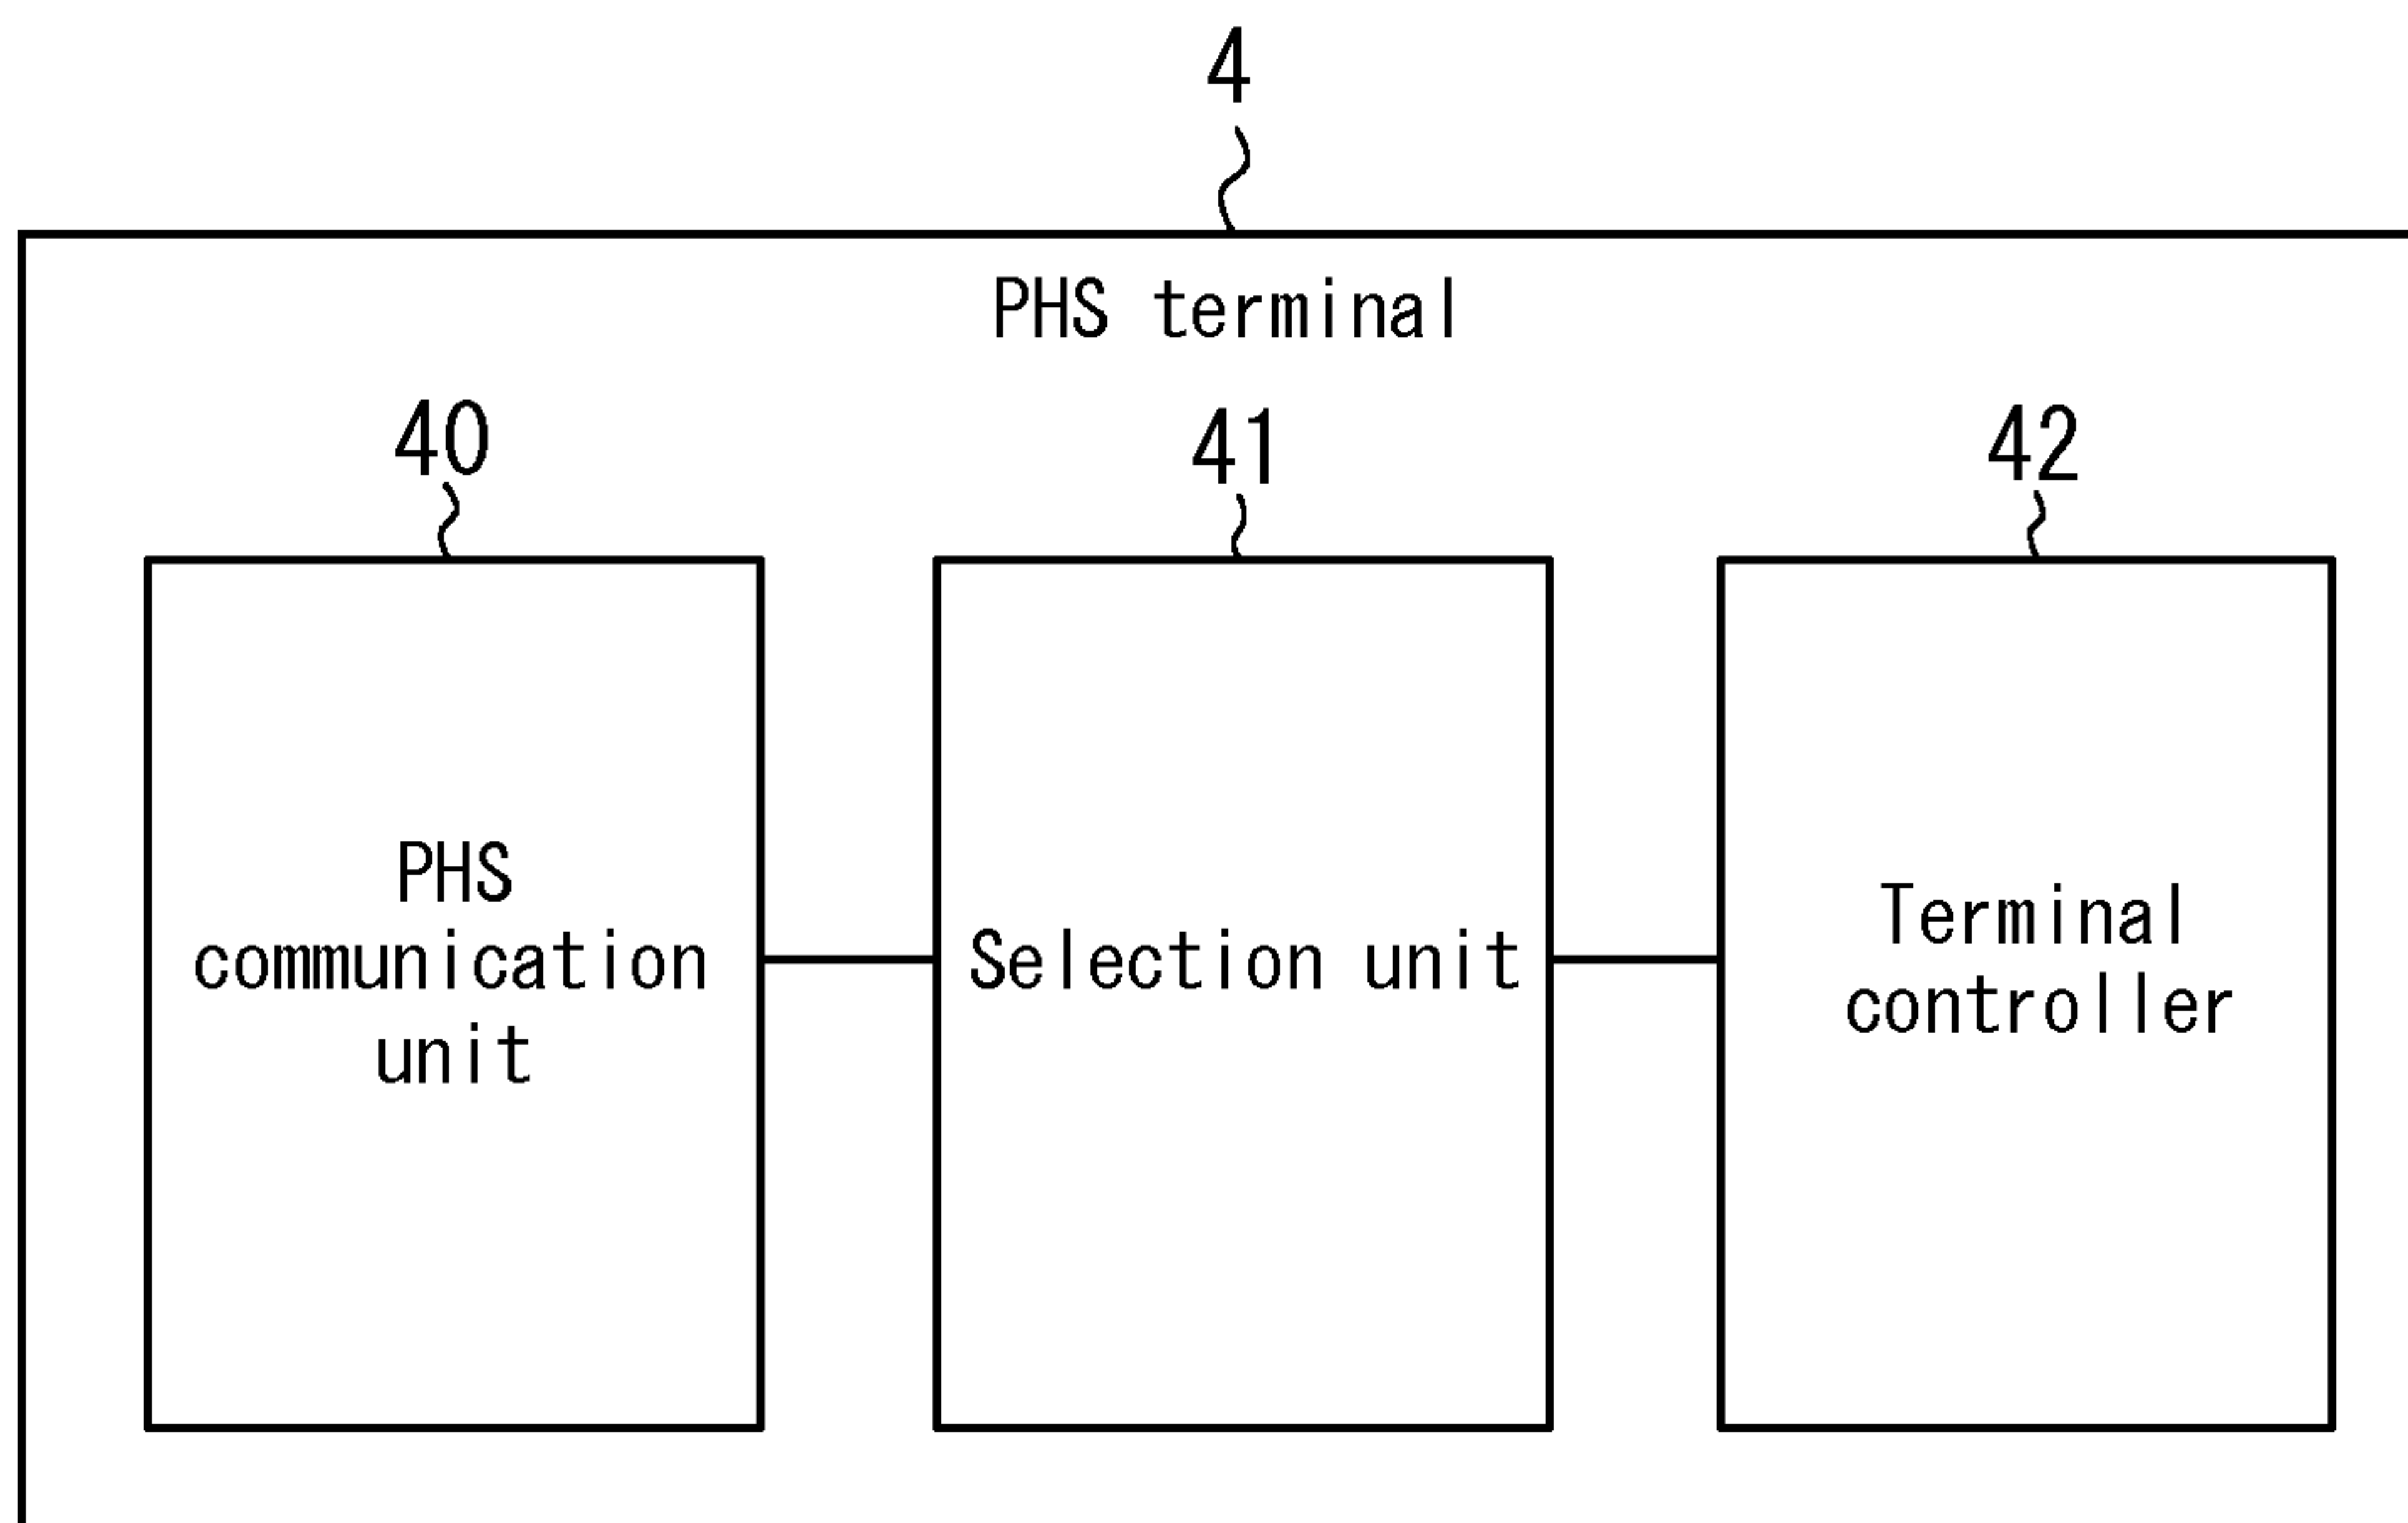 4
PHS terminal
40
41
42
PHS
communication
unit
Selection unit
Terminal
controller